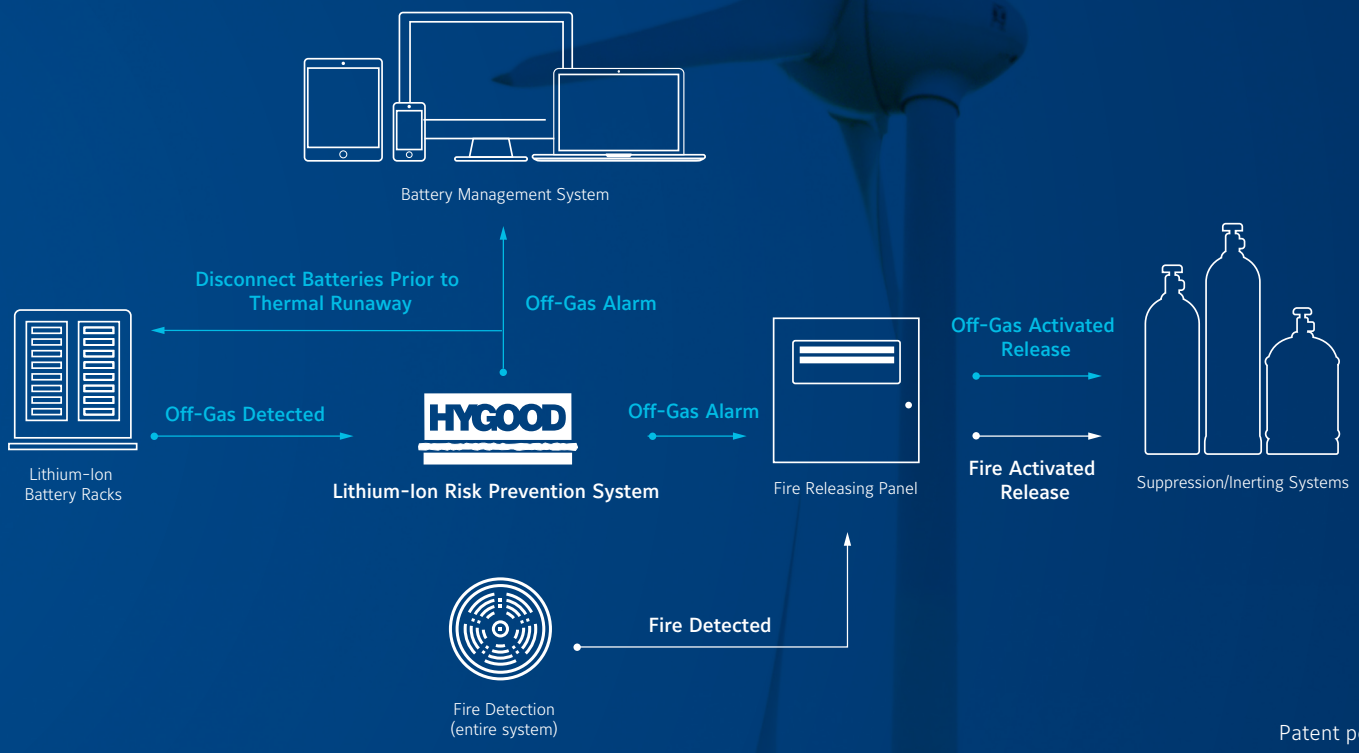 Battery Management System
Disconnect Batteries Prior to
Thermal Runaway
Off-Gas Alarm
Off-Gas Activated
Release
Off-Gas Detected
HYGOOD
Off-Gas Alarm
Lithium-Ion
Battery Racks
Lithium-Ion Risk Prevention System
Fire Releasing Panel
Fire Activated
Release
Suppression/Inerting Systems
Fire Detected
Fire Detection
(entire system)
Patent